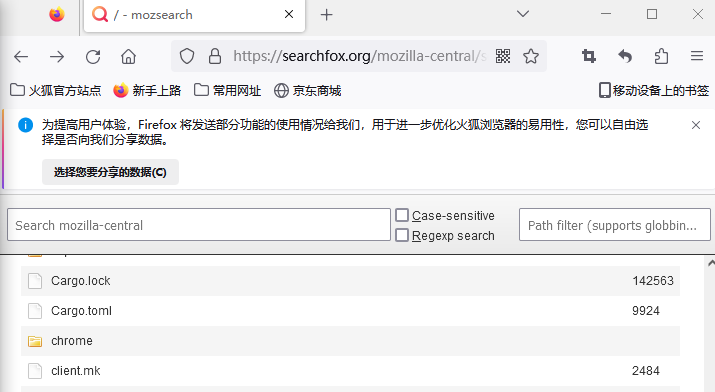 / - mozsearch
https://searchfox.org/mozilla-central/s
火狐官方站点 新手上路 常用网址 京东商城 移动设备上的书签
为提高用户体验，Firefox 将发送部分功能的使用情况给我们，用于进一步优化火狐浏览器的易用性，您可以自由选
择是否向我们分享数据。
选择您要分享的数据(C)
Search mozilla-central
Case-sensitive
Regexp search
Path filter (supports globbin...
Cargo.lock 142563
Cargo.toml 9924
chrome
client.mk 2484